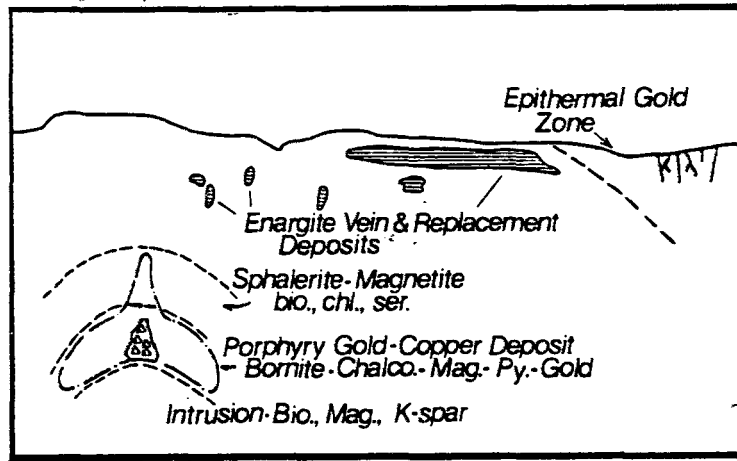 Epithermal Gold
Zone
Enargite Vein & Replacement
Deposits
Sphalerite-Magnetite
bio., chl., ser.
Porphyry Gold-Copper Deposit
Bornite-Chalco.-Mag.-Py.-Gold
Intrusion-Bio., Mag., K-spar